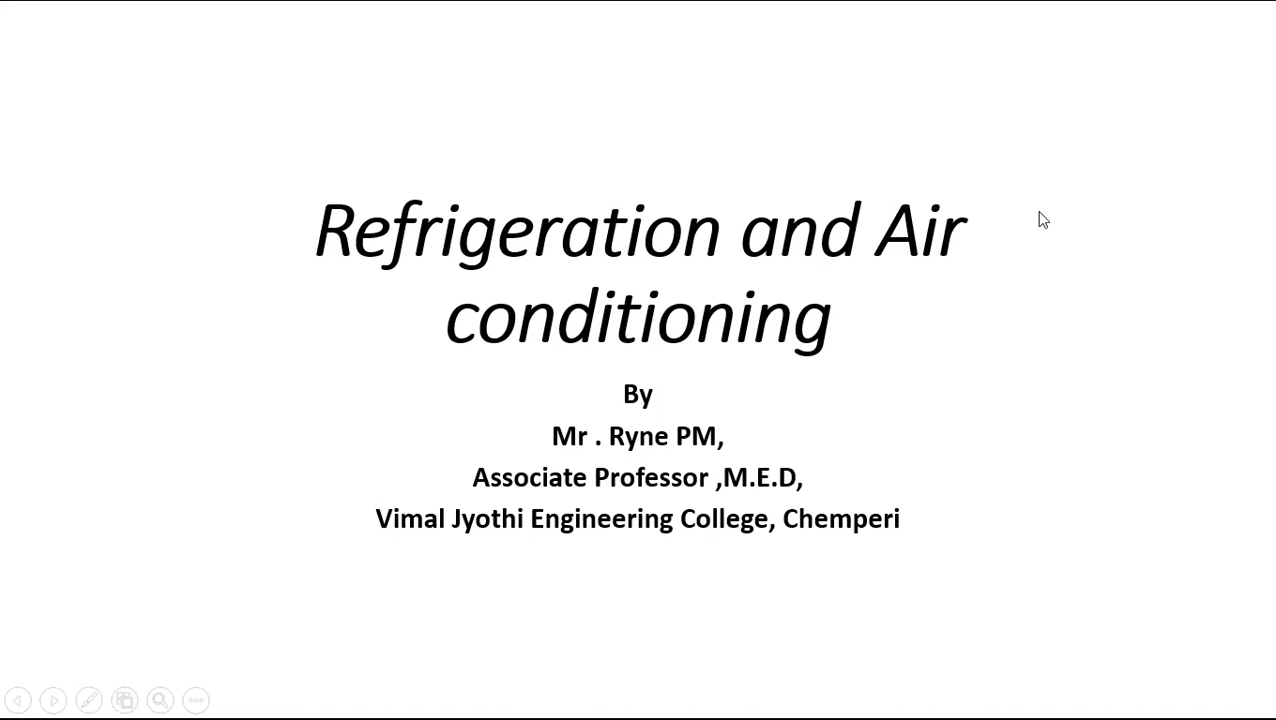 Refrigeration and Air
conditioning
By
Mr . Ryne PM,
Associate Professor ,M.E.D,
Vimal Jyothi Engineering College, Chemperi